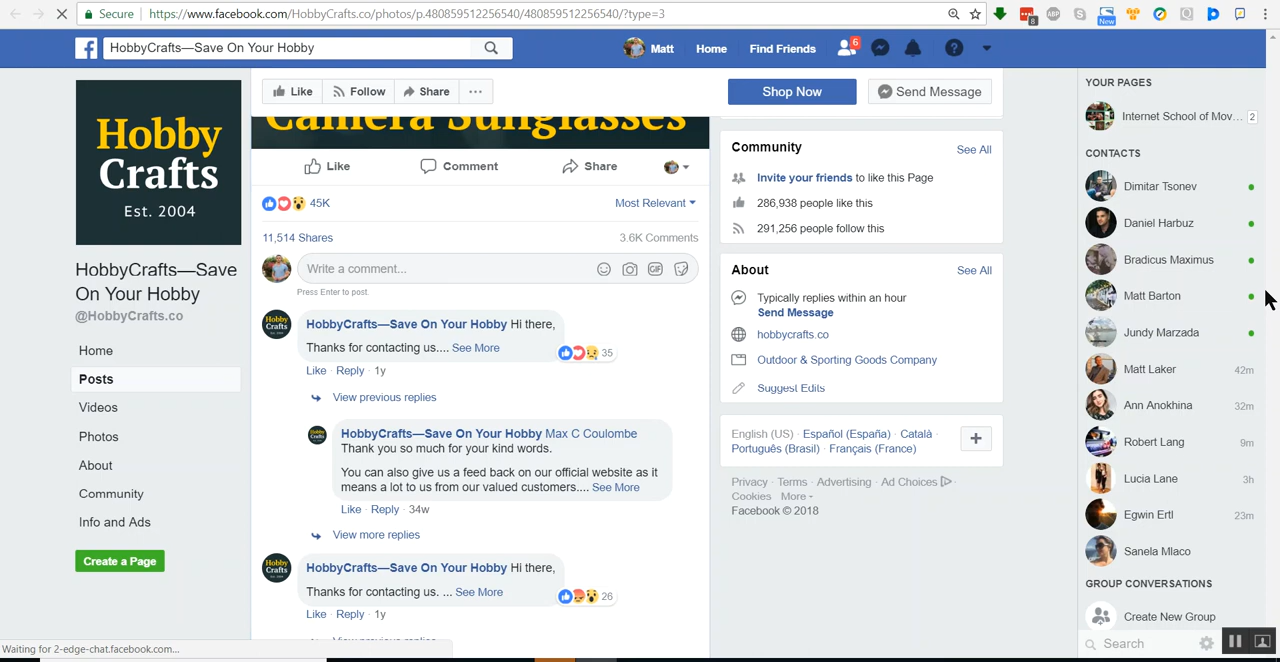 Secure
https://www.facebook.com/HobbyCrafts.co/photos/p.480859512256540/480859512256540/?type=3
8
ABP
New
HobbyCrafts—Save On Your Hobby
Matt
Home
Find Friends
6
Hobby
Crafts
Est. 2004
HobbyCrafts—Save
On Your Hobby
@HobbyCrafts.co
Home
Posts
Videos
Photos
About
Community
Info and Ads
Create a Page
Like
Follow
Share
Shop Now
Send Message
Camera Sunglasses
Like
Comment
Share
45K
Most Relevant
11,514 Shares
3.6K Comments
Write a comment...
GIF
Press Enter to post.
HobbyCrafts—Save On Your Hobby Hi there,
Thanks for contacting us.... See More
35
Like · Reply · 1y
View previous replies
HobbyCrafts—Save On Your Hobby Max C Coulombe
Thank you so much for your kind words.
You can also give us a feed back on our official website as it
means a lot to us from our valued customers.... See More
Like · Reply · 34w
View more replies
HobbyCrafts—Save On Your Hobby Hi there,
Thanks for contacting us. ... See More
26
Like · Reply · 1y
View previous replies
Community
See All
Invite your friends to like this Page
286,938 people like this
291,256 people follow this
About
See All
Typically replies within an hour
Send Message
hobbycrafts.co
Outdoor & Sporting Goods Company
Suggest Edits
English (US) · Español (España) · Català ·
Português (Brasil) · Français (France)
Privacy · Terms · Advertising · Ad Choices ·
Cookies · More
Facebook © 2018
YOUR PAGES
Internet School of Mov...
2
CONTACTS
Dimitar Tsonev
Daniel Harbuz
Bradicus Maximus
Matt Barton
Jundy Marzada
Matt Laker
42m
Ann Anokhina
32m
Robert Lang
9m
Lucia Lane
3h
Egwin Ertl
23m
Sanela Mlaco
GROUP CONVERSATIONS
Create New Group
Search
Waiting for 2-edge-chat.facebook.com...